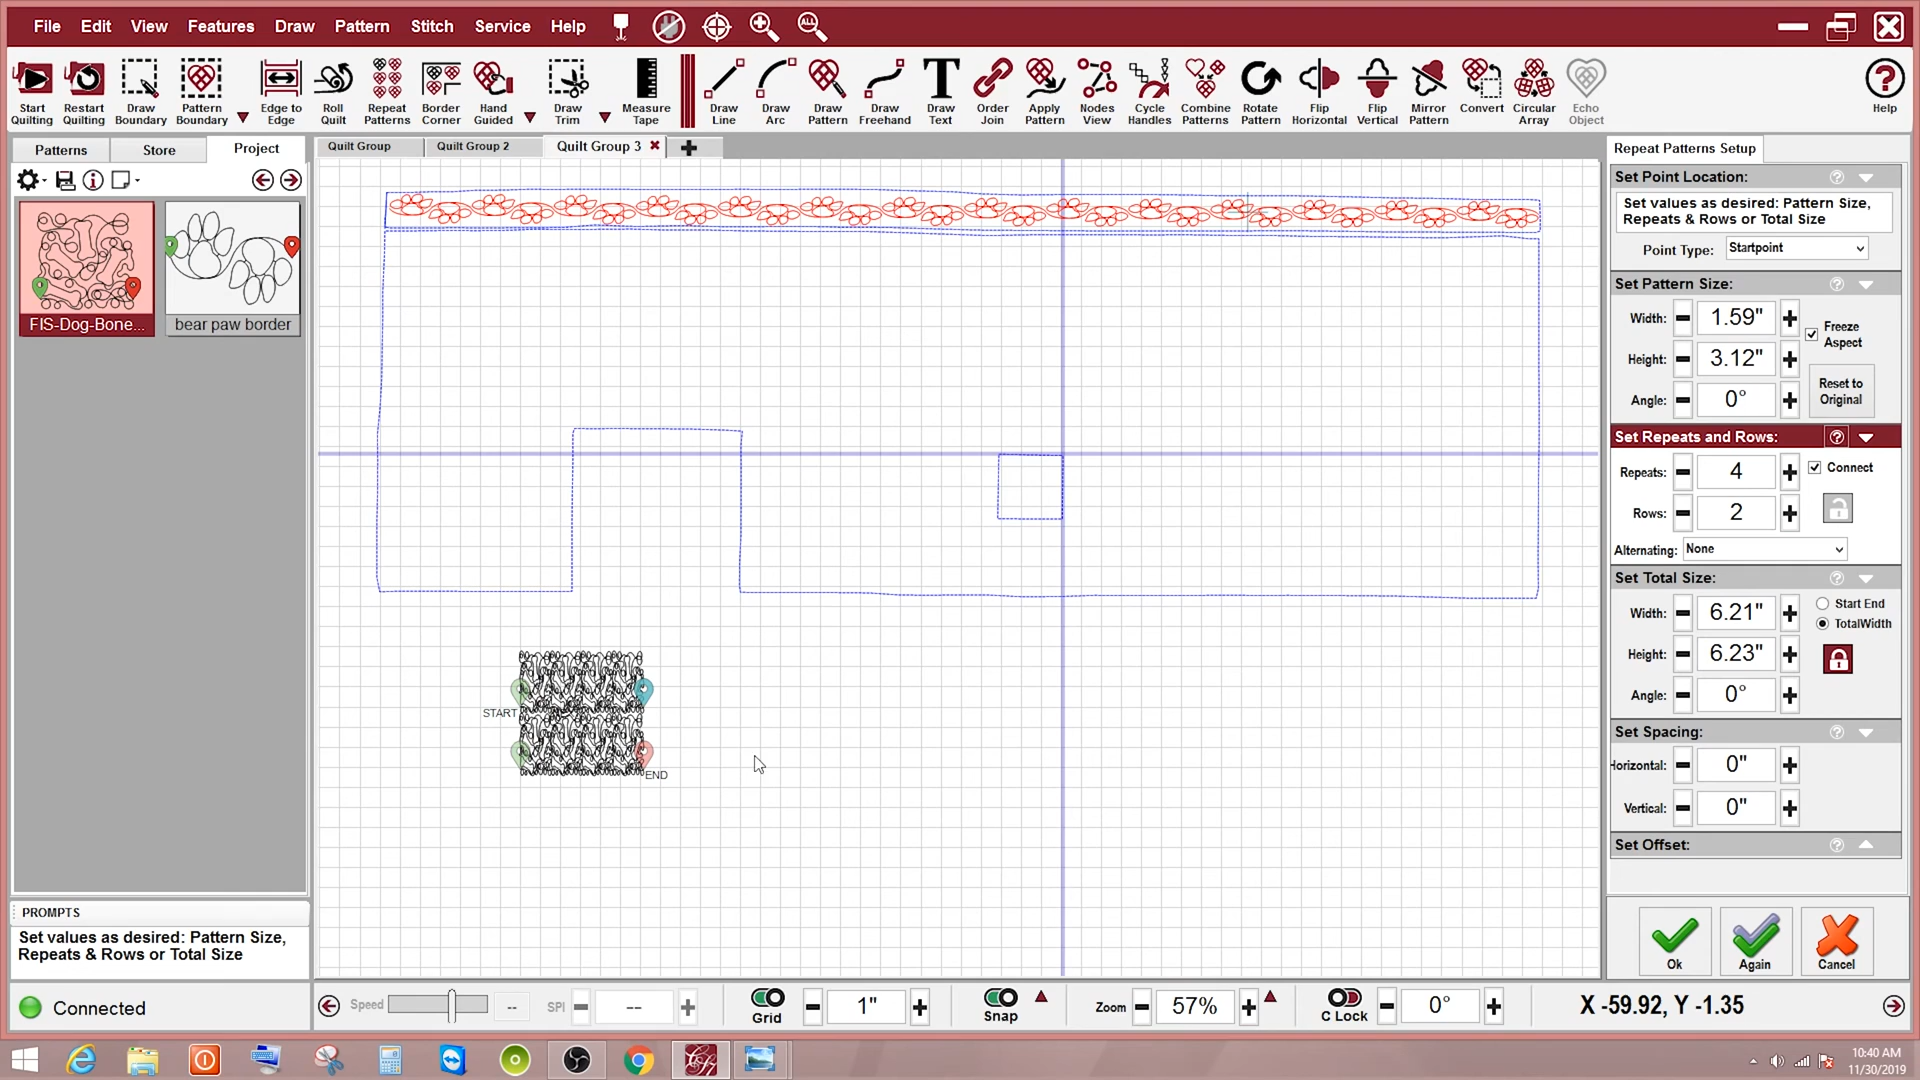 File Edit View Features Draw Pattern Stitch Service Help ALL
Start Quilting
Restart Quilting
Draw Boundary
Pattern Boundary
Edge to Edge
Roll Quilt
Repeat Patterns
Border Corner
Hand Guided
Draw Trim
Measure Tape
Draw Line
Draw Arc
Draw Pattern
Draw Freehand
Draw Text
Order Join
Apply Pattern
Nodes View
Cycle Handles
Combine Patterns
Rotate Pattern
Flip Horizontal
Flip Vertical
Mirror Pattern
Convert
Circular Array
Echo Object
Help
Patterns Store Project
Quilt Group Quilt Group 2 Quilt Group 3
FIS-Dog-Bone...
bear paw border
START
END
Repeat Patterns Setup
Set Point Location:
Set values as desired: Pattern Size,
Repeats & Rows or Total Size
Point Type: Startpoint
Set Pattern Size:
Width: 1.59"
Freeze Aspect
Height: 3.12"
Reset to Original
Angle: 0°
Set Repeats and Rows:
Repeats: 4 Connect
Rows: 2
Alternating: None
Set Total Size:
Width: 6.21" Start End
TotalWidth
Height: 6.23"
Angle: 0°
Set Spacing:
Horizontal: 0"
Vertical: 0"
Set Offset:
Ok Again Cancel
PROMPTS
Set values as desired: Pattern Size,
Repeats & Rows or Total Size
Connected
Speed -- SPI -- Grid 1" Snap Zoom 57% C Lock 0° X -59.92, Y -1.35
10:40 AM
11/30/2019